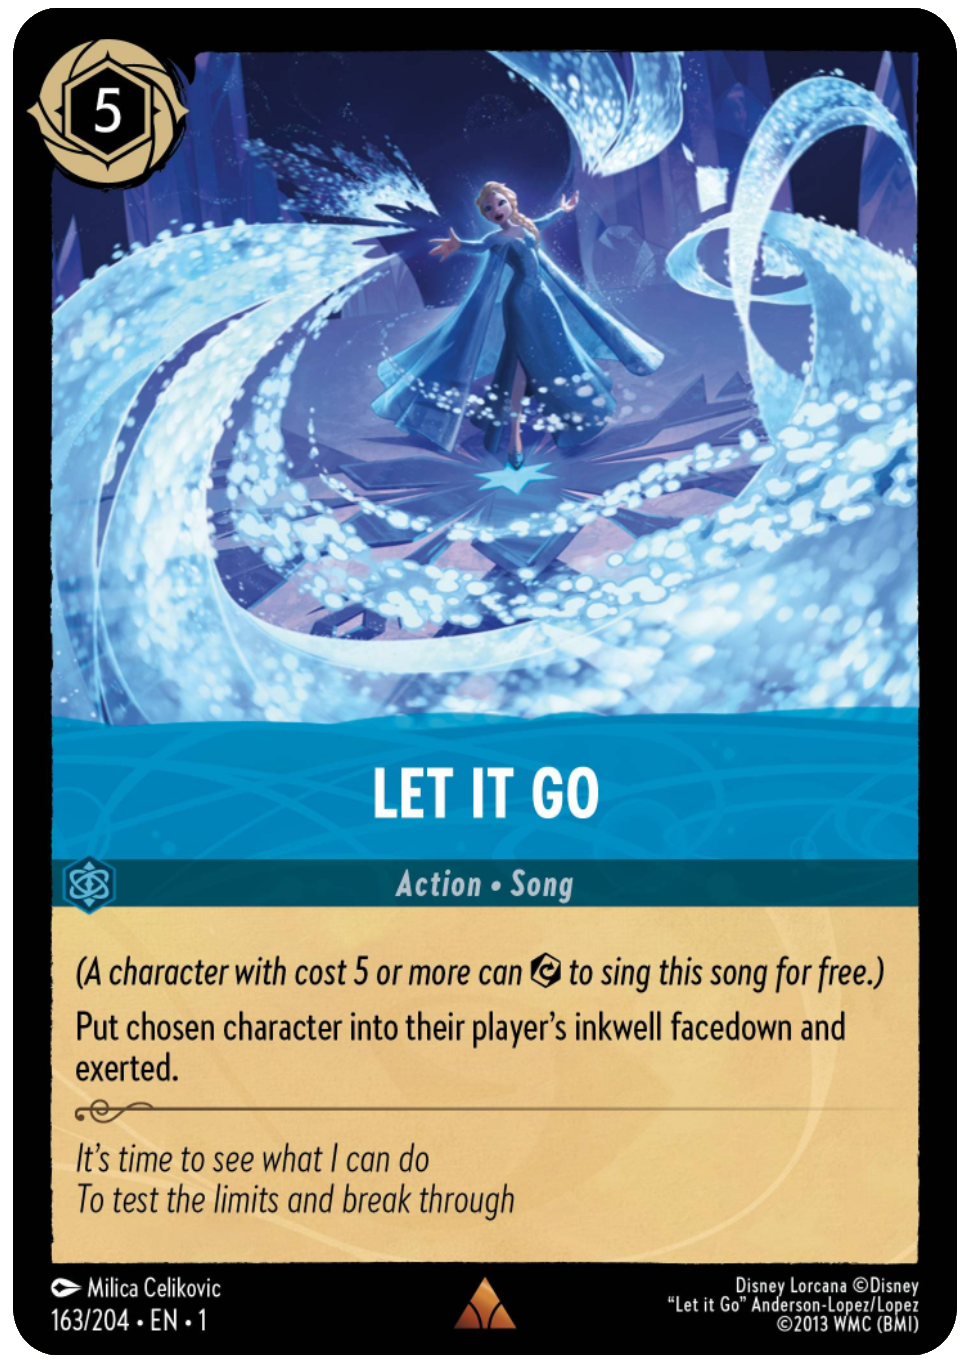 5
LET IT GO
Action • Song
(A character with cost 5 or more can to sing this song for free.)
Put chosen character into their player’s inkwell facedown and
exerted.
It’s time to see what I can do
To test the limits and break through
Milica Celikovic
163/204 • EN • 1
Disney Lorcana ©Disney
“Let it Go” Anderson-Lopez/Lopez
©2013 WMC (BMI)